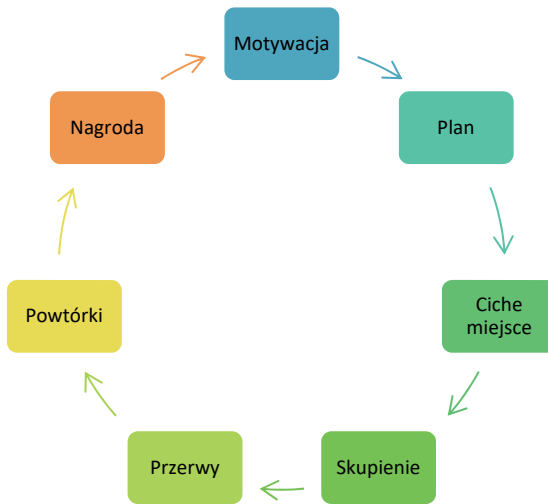 Motywacja
Plan
Ciche
miejsce
Skupienie
Przerwy
Powtórki
Nagroda